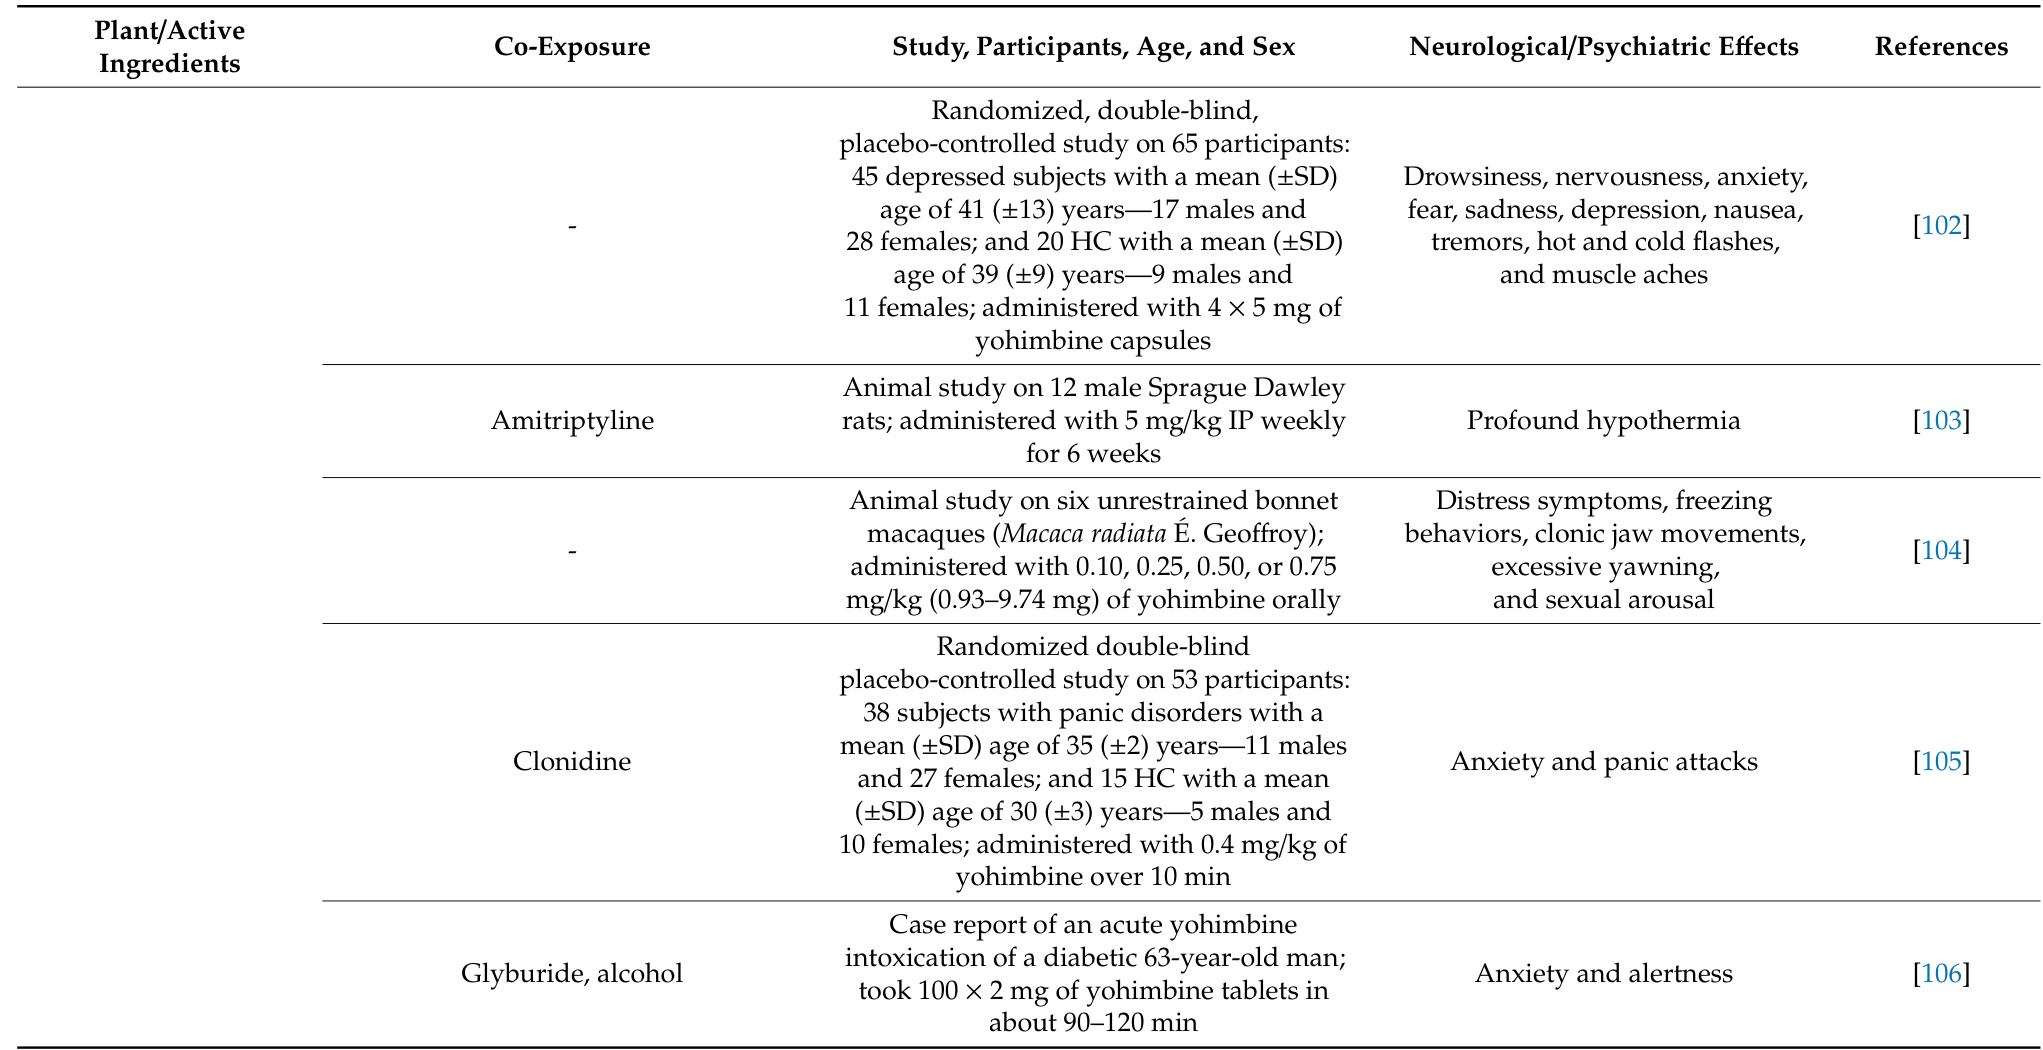 Plant/Active
Ingredients
Co-Exposure
Study, Participants, Age, and Sex
Neurological/Psychiatric Effects
References
-
Randomized, double-blind,
placebo-controlled study on 65 participants:
45 depressed subjects with a mean (±SD)
age of 41 (±13) years—17 males and
28 females; and 20 HC with a mean (±SD)
age of 39 (±9) years—9 males and
11 females; administered with 4 × 5 mg of
yohimbine capsules
Drowsiness, nervousness, anxiety,
fear, sadness, depression, nausea,
tremors, hot and cold flashes,
and muscle aches
[102]
Amitriptyline
Animal study on 12 male Sprague Dawley
rats; administered with 5 mg/kg IP weekly
for 6 weeks
Profound hypothermia
[103]
-
Animal study on six unrestrained bonnet
macaques (Macaca radiata É. Geoffroy);
administered with 0.10, 0.25, 0.50, or 0.75
mg/kg (0.93–9.74 mg) of yohimbine orally
Distress symptoms, freezing
behaviors, clonic jaw movements,
excessive yawning,
and sexual arousal
[104]
Clonidine
Randomized double-blind
placebo-controlled study on 53 participants:
38 subjects with panic disorders with a
mean (±SD) age of 35 (±2) years—11 males
and 27 females; and 15 HC with a mean
(±SD) age of 30 (±3) years—5 males and
10 females; administered with 0.4 mg/kg of
yohimbine over 10 min
Anxiety and panic attacks
[105]
Glyburide, alcohol
Case report of an acute yohimbine
intoxication of a diabetic 63-year-old man;
took 100 × 2 mg of yohimbine tablets in
about 90–120 min
Anxiety and alertness
[106]